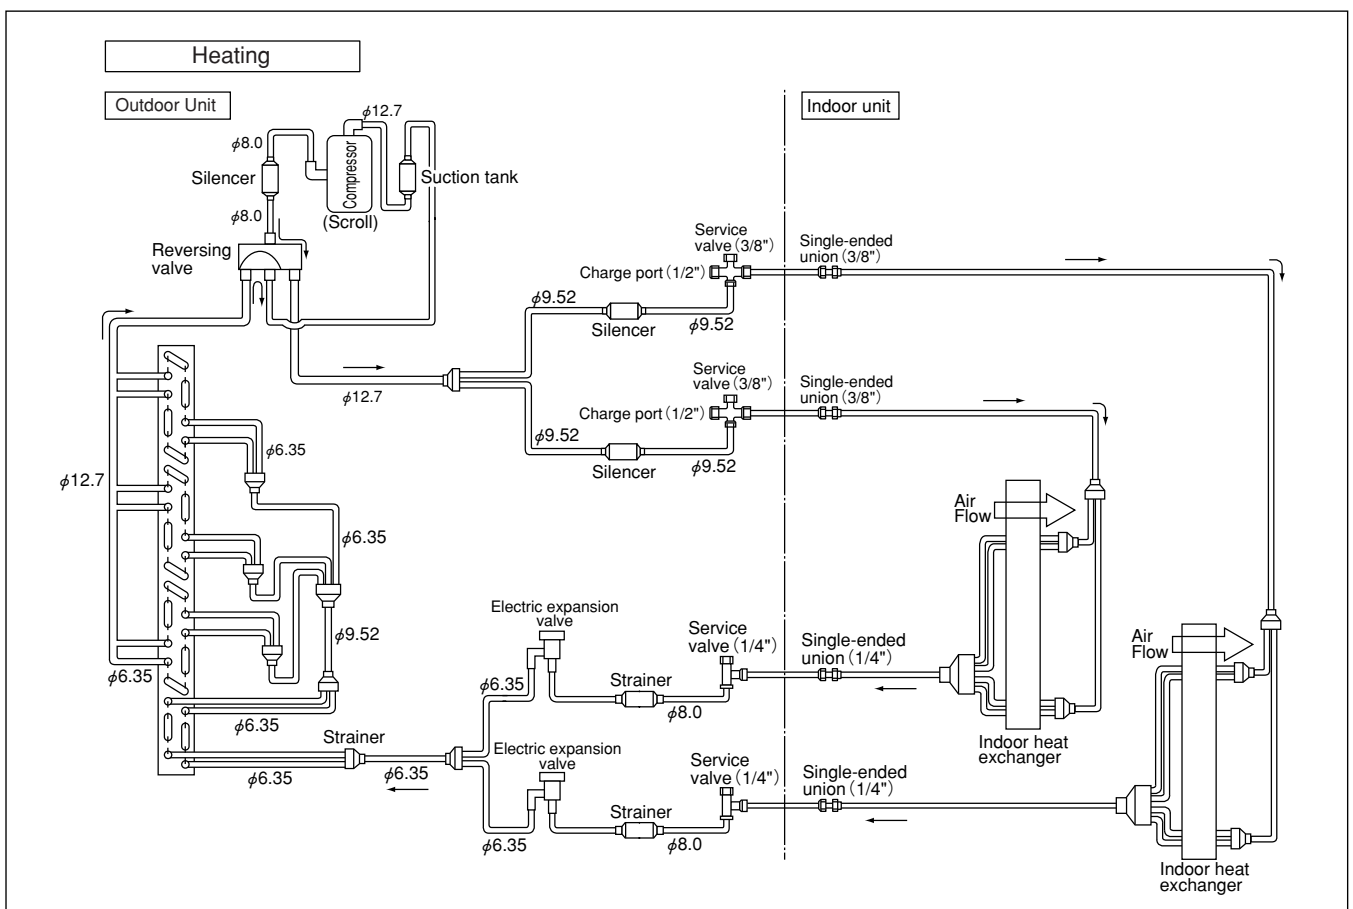 Heating
Outdoor Unit
Indoor unit
φ12.7
φ8.0
Silencer
Compressor
Suction tank
φ8.0
(Scroll)
Reversing
valve
Service
valve (3/8")
Single-ended
union (3/8")
Charge port (1/2")
φ9.52
Silencer
φ9.52
φ12.7
Service
valve (3/8")
Single-ended
union (3/8")
Charge port (1/2")
φ9.52
Silencer
φ9.52
φ6.35
φ12.7
φ6.35
Air
Flow
Electric expansion
valve
Service
valve (1/4")
Single-ended
union (1/4")
φ9.52
Air
Flow
φ6.35
φ6.35
Strainer
φ8.0
φ6.35
Strainer
Indoor heat
exchanger
Electric expansion
valve
Service
valve (1/4")
Single-ended
union (1/4")
φ6.35
φ6.35
Strainer
φ6.35
φ8.0
Indoor heat
exchanger